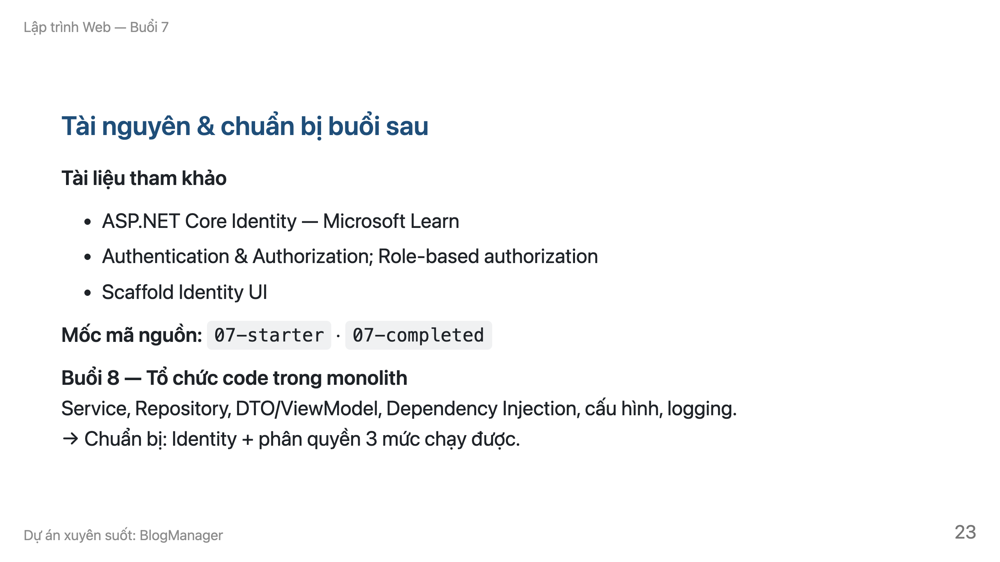 Lập trình Web — Buổi 7
Tài nguyên & chuẩn bị buổi sau
Tài liệu tham khảo
• ASP.NET Core Identity — Microsoft Learn
• Authentication & Authorization; Role-based authorization
• Scaffold Identity UI
Mốc mã nguồn: 07-starter · 07-completed
Buổi 8 — Tổ chức code trong monolith
Service, Repository, DTO/ViewModel, Dependency Injection, cấu hình, logging.
→ Chuẩn bị: Identity + phân quyền 3 mức chạy được.
Dự án xuyên suốt: BlogManager
23